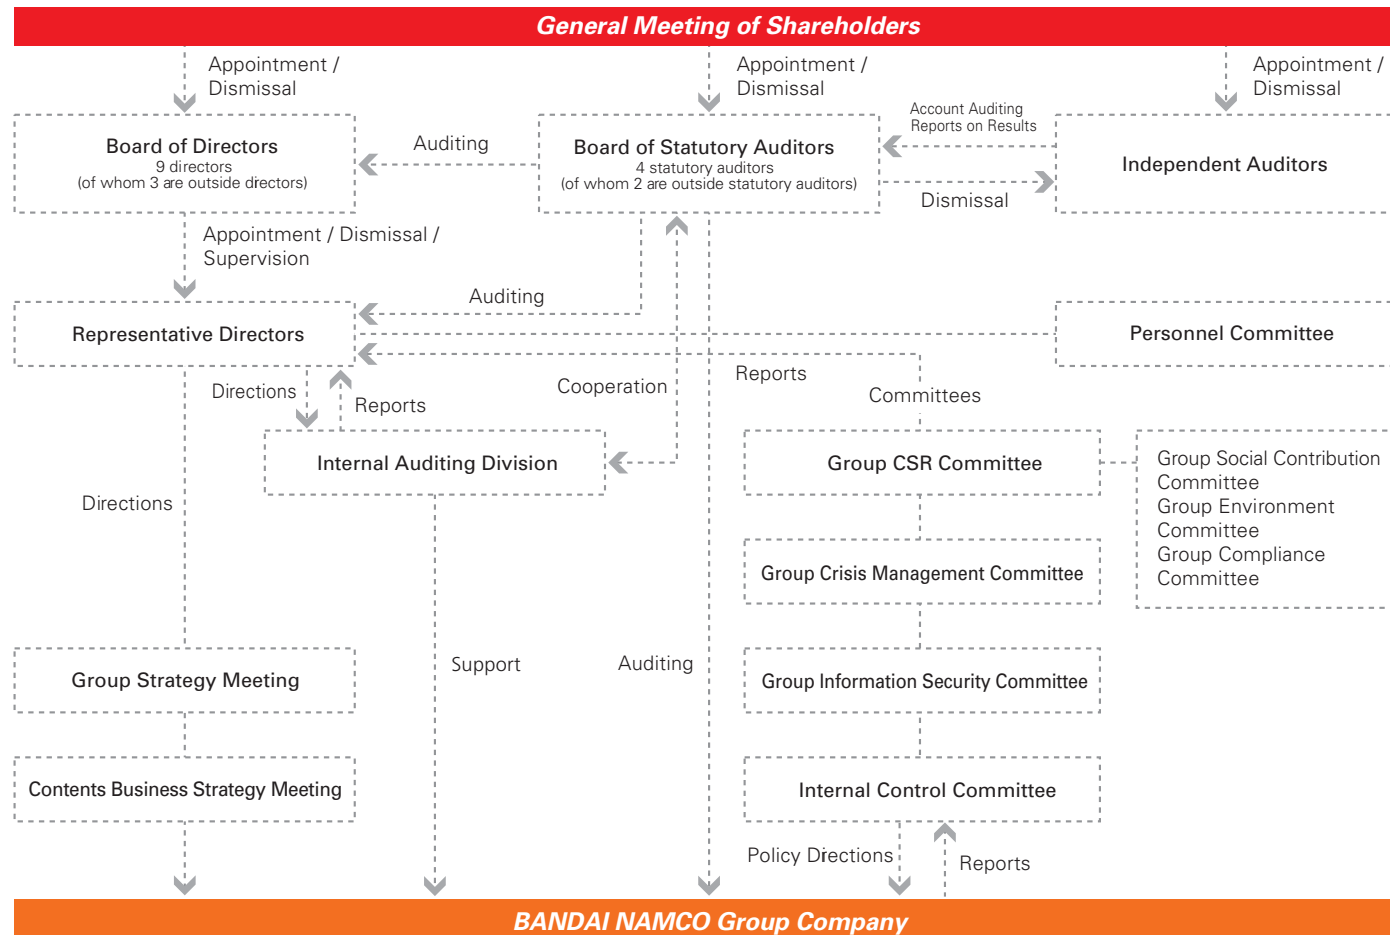 General Meeting of Shareholders
Appointment /
Dismissal
Appointment /
Dismissal
Appointment /
Dismissal
Board of Directors
9 directors
(of whom 3 are outside directors)
Auditing
Board of Statutory Auditors
4 statutory auditors
(of whom 2 are outside statutory auditors)
Account Auditing
Reports on Results
Dismissal
Independent Auditors
Appointment / Dismissal /
Supervision
Auditing
Representative Directors
Personnel Committee
Directions
Reports
Cooperation
Reports
Committees
Internal Auditing Division
Group CSR Committee
Group Social Contribution
Committee
Group Environment
Committee
Group Compliance
Committee
Directions
Group Crisis Management Committee
Support
Auditing
Group Strategy Meeting
Group Information Security Committee
Contents Business Strategy Meeting
Internal Control Committee
Policy Directions
Reports
BANDAI NAMCO Group Company